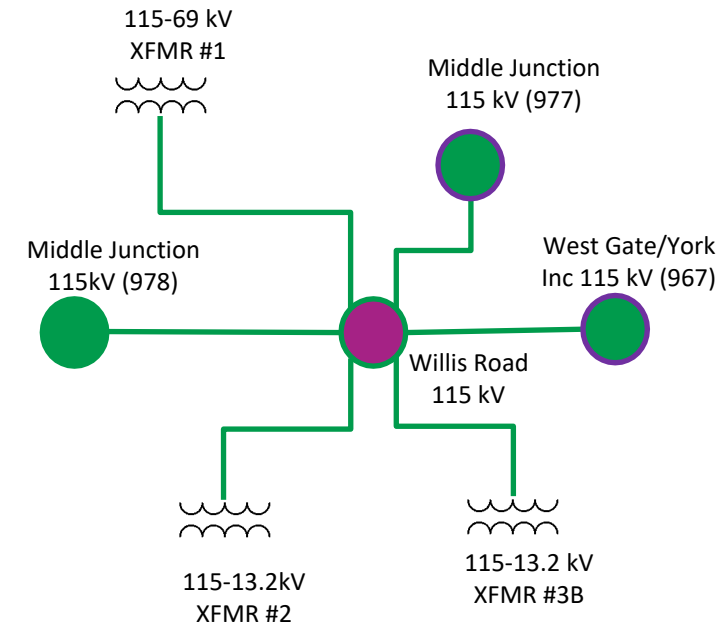 115-69 kV
XFMR #1
Middle Junction
115 kV (977)
Middle Junction
115kV (978)
West Gate/York
Inc 115 kV (967)
Willis Road
115 kV
115-13.2kV
XFMR #2
115-13.2 kV
XFMR #3B